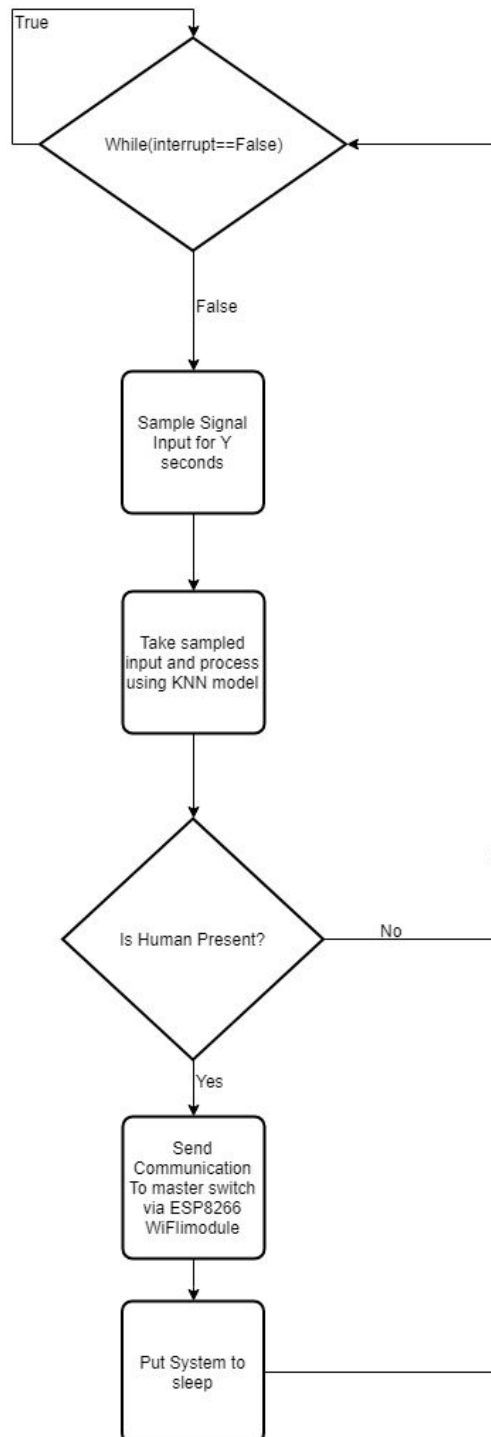 True
While(interrupt==False)
False
Sample Signal
Input for Y
seconds
Take sampled
input and process
using KNN model
Is Human Present?
No
Yes
Send
Communication
To master switch
via ESP8266
WiFIimodule
Put System to
sleep